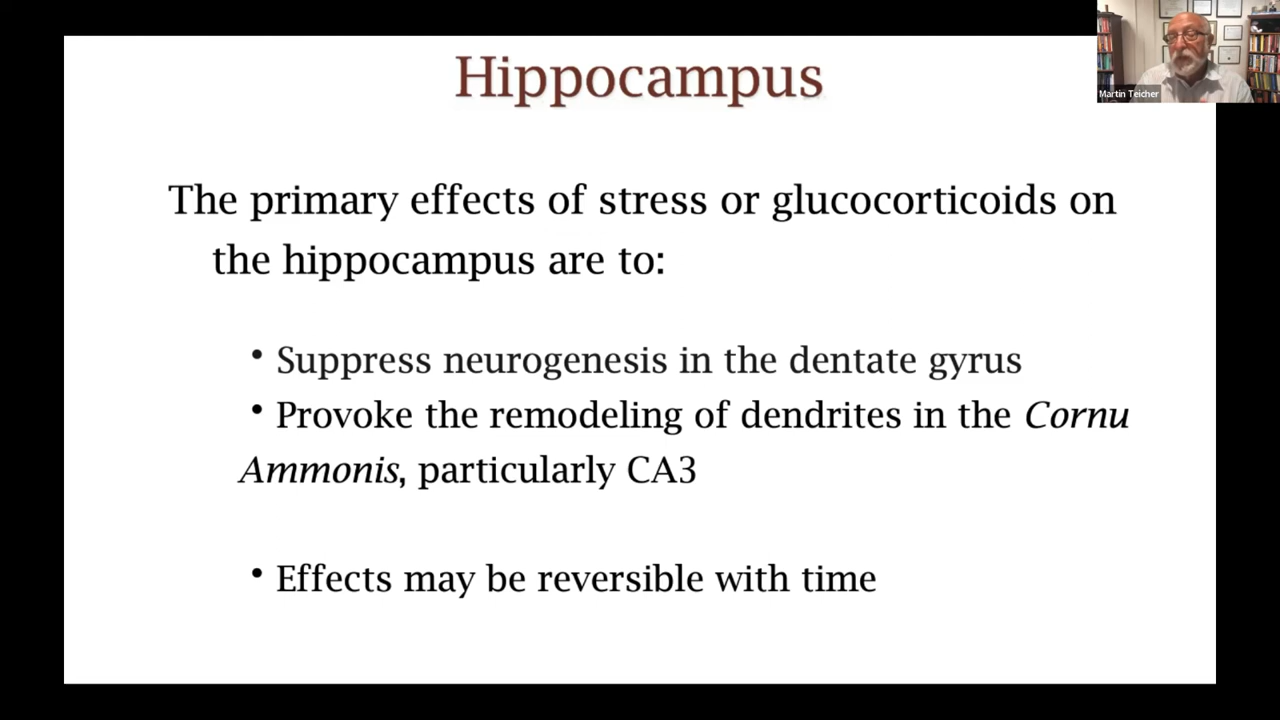 Hippocampus
Martin Teicher
The primary effects of stress or glucocorticoids on
the hippocampus are to:
• Suppress neurogenesis in the dentate gyrus
• Provoke the remodeling of dendrites in the Cornu
Ammonis, particularly CA3
• Effects may be reversible with time